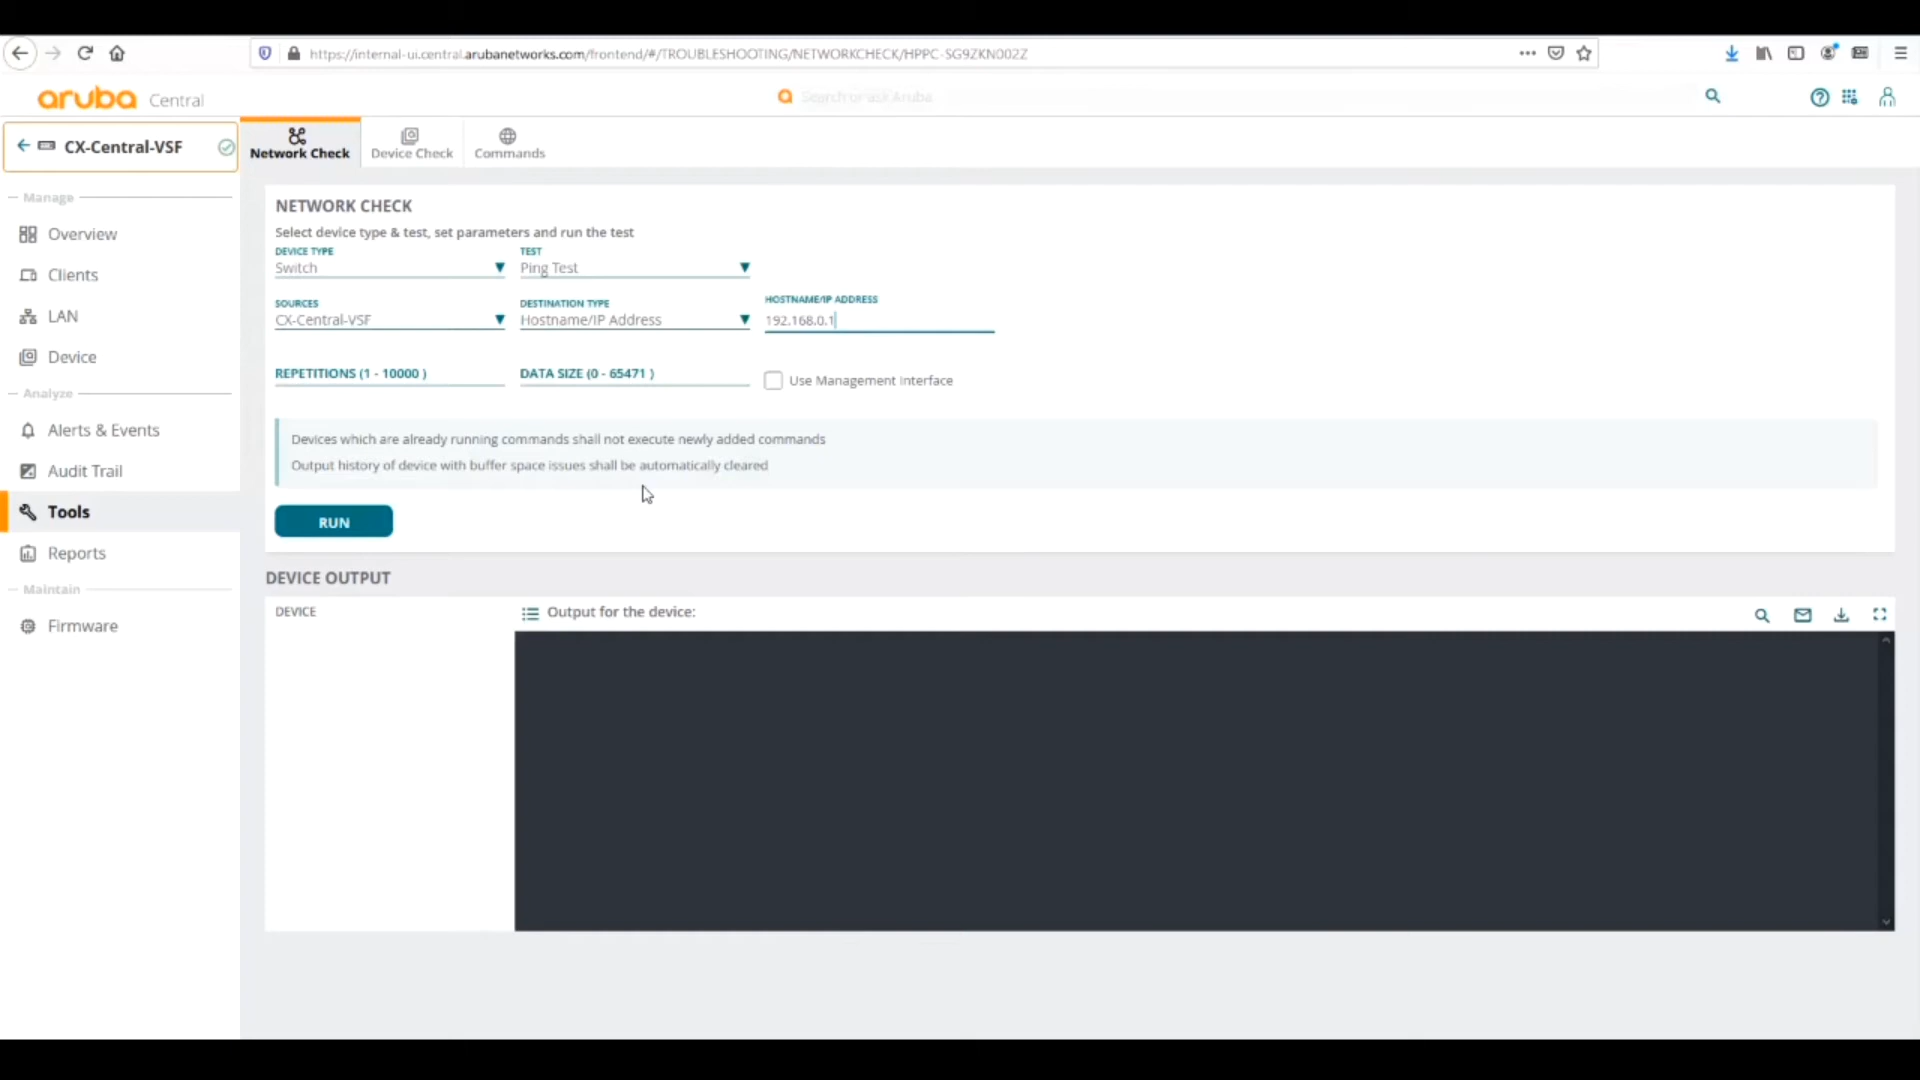 https://internal-ui.central.arubanetworks.com/frontend/#/TROUBLESHOOTING/NETWORKCHECK/HPPC-SG9ZKN002Z
aruba Central
Search or ask Aruba
CX-Central-VSF
Network Check
Device Check
Commands
Manage
Overview
Clients
LAN
Device
Analyze
Alerts & Events
Audit Trail
Tools
Reports
Maintain
Firmware
NETWORK CHECK
Select device type & test, set parameters and run the test
DEVICE TYPE
Switch
TEST
Ping Test
SOURCES
CX-Central-VSF
DESTINATION TYPE
Hostname/IP Address
HOSTNAME/IP ADDRESS
192.168.0.1
REPETITIONS (1 - 10000 )
DATA SIZE (0 - 65471 )
Use Management Interface
Devices which are already running commands shall not execute newly added commands
Output history of device with buffer space issues shall be automatically cleared
RUN
DEVICE OUTPUT
DEVICE
Output for the device: